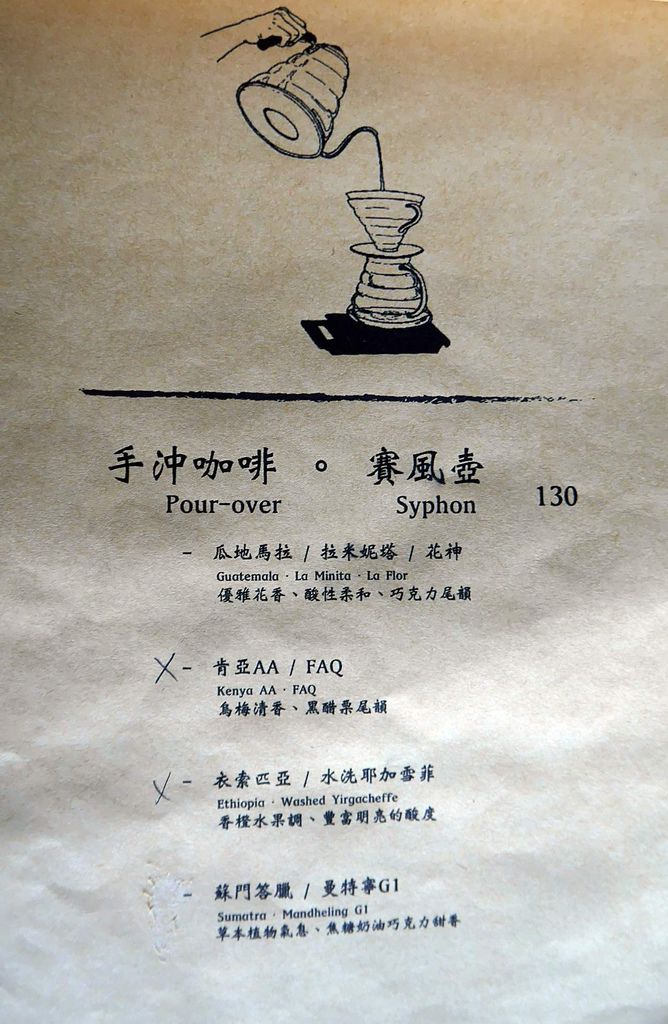 手沖咖啡 。 賽風壺
Pour-over Syphon 130
- 瓜地馬拉 / 拉米妮塔 / 花神
Guatemala · La Minita · La Flor
優雅花香、酸性柔和、巧克力尾韻
X - 肯亞AA / FAQ
Kenya AA · FAQ
烏梅清香、黑醋栗尾韻
X - 衣索匹亞 / 水洗耶加雪菲
Ethiopia · Washed Yirgacheffe
香橙水果調、豐富明亮的酸度
- 蘇門答臘 / 曼特寧G1
Sumatra · Mandheling G1
草本植物氣息、焦糖奶油巧克力甜香